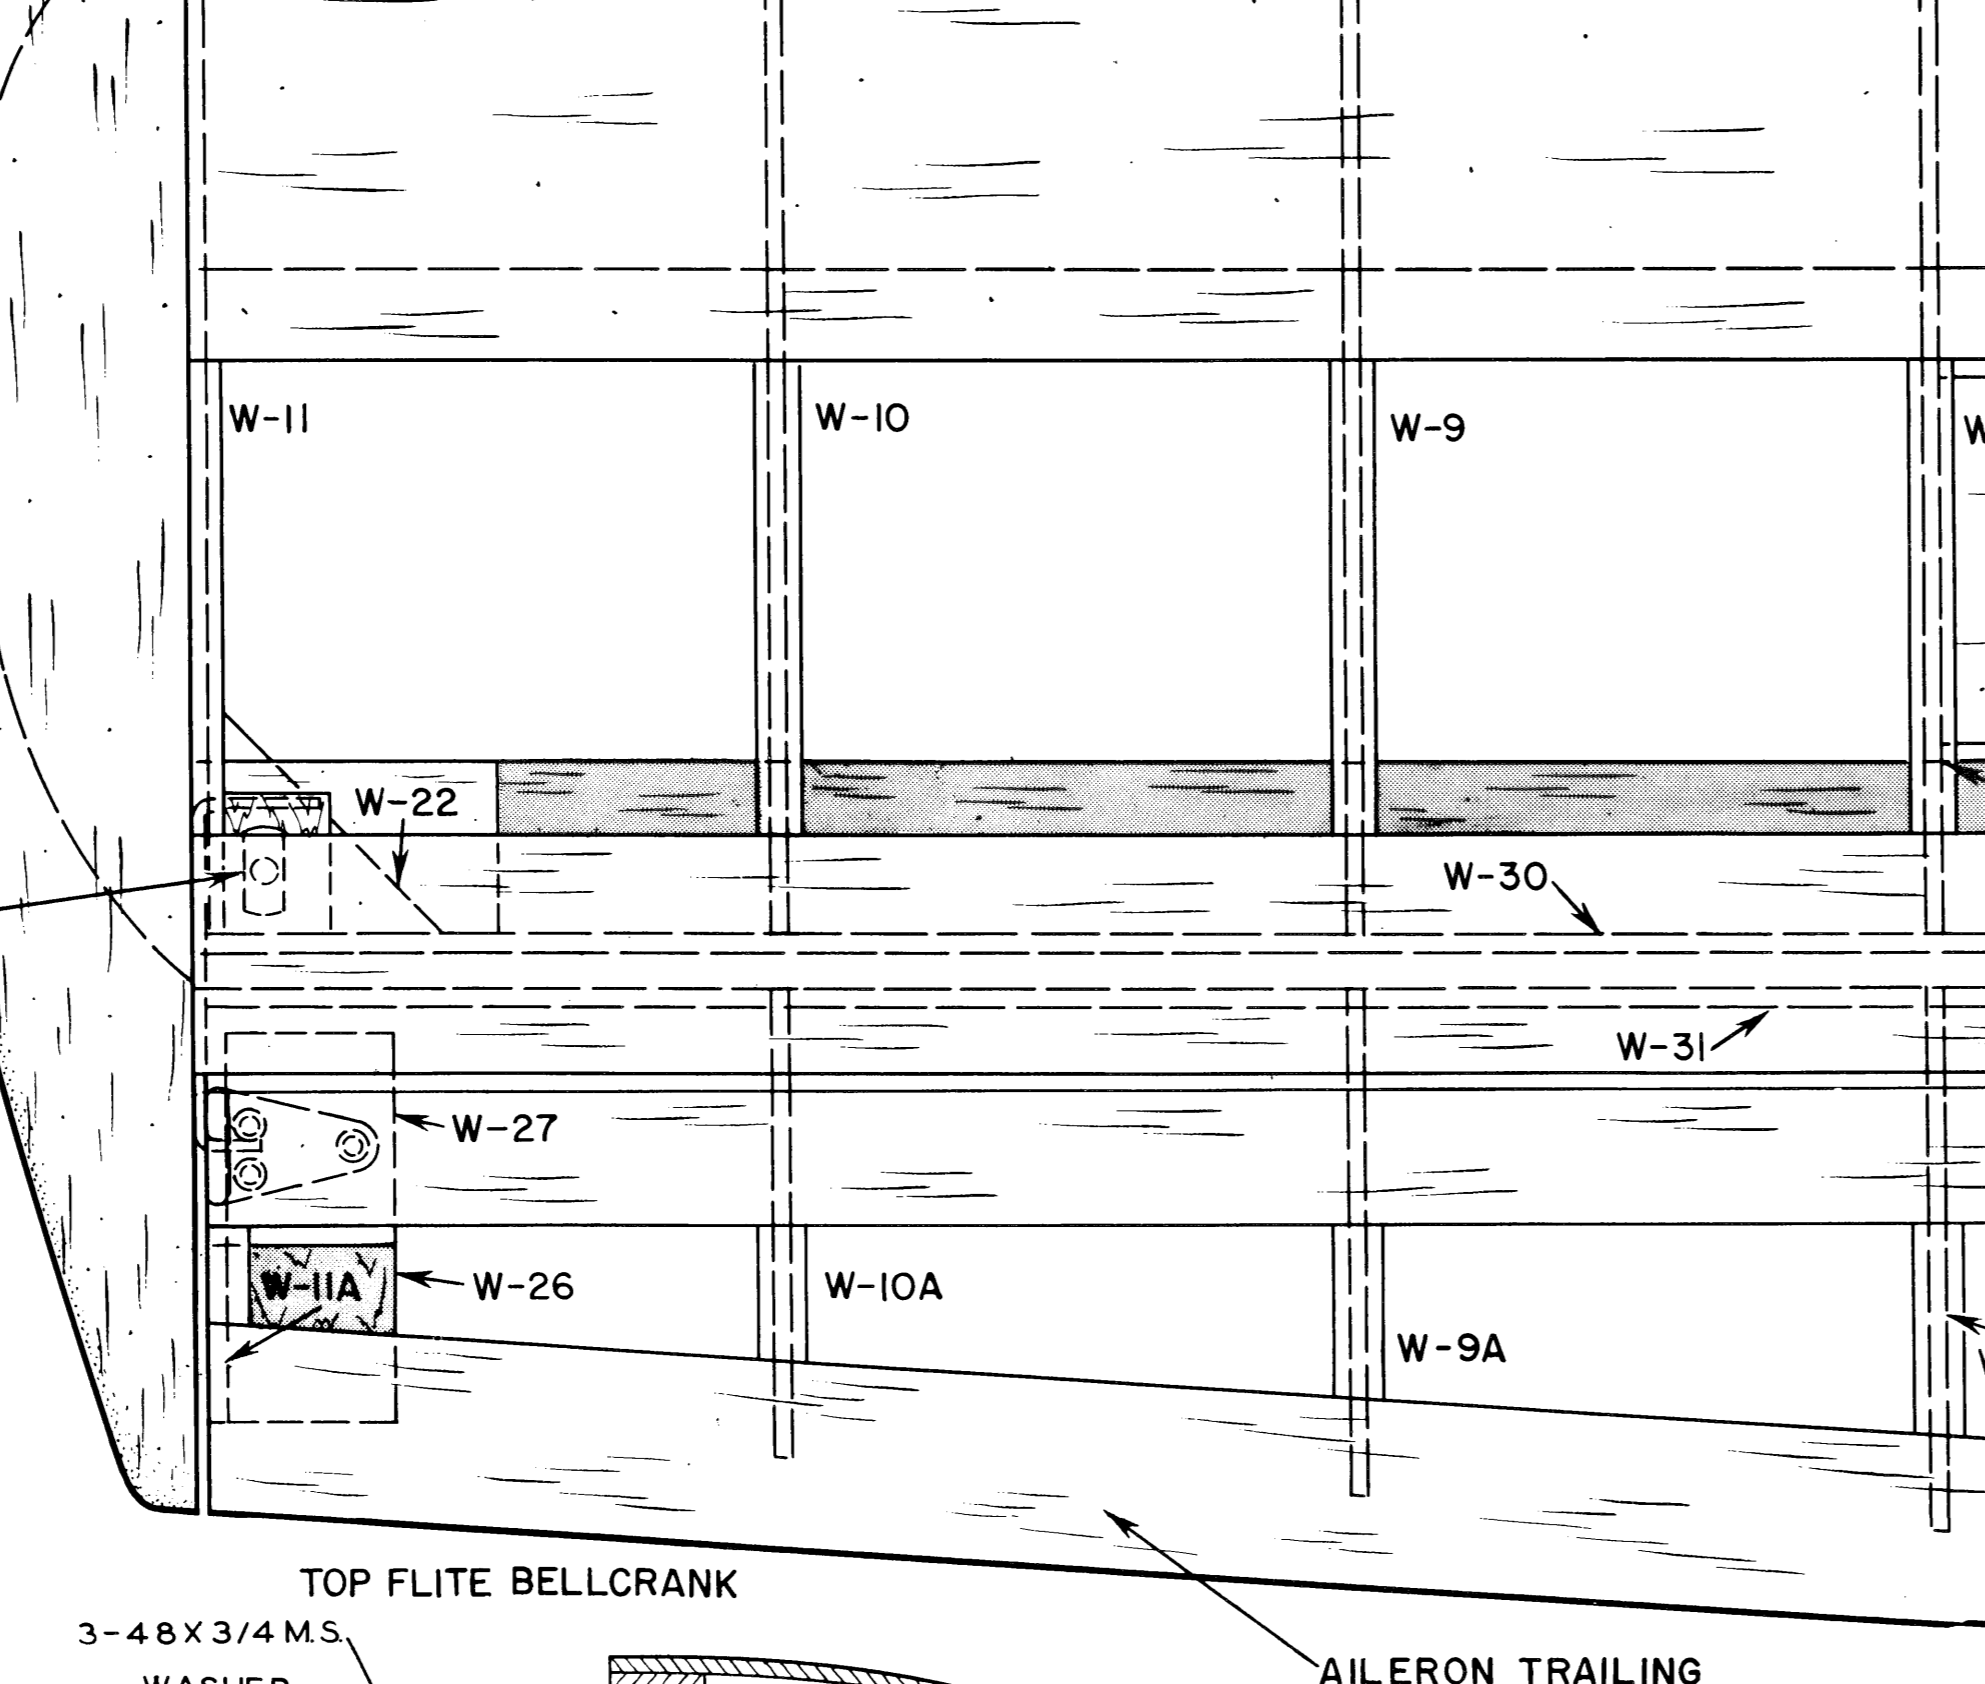 W-11
W-10
W-9
W-22
W-30
W-31
W-27
W-11A
W-26
W-10A
W-9A
TOP FLITE BELLCRANK
3-48 X 3/4 M.S.
WASHER
AILERON TRAILING